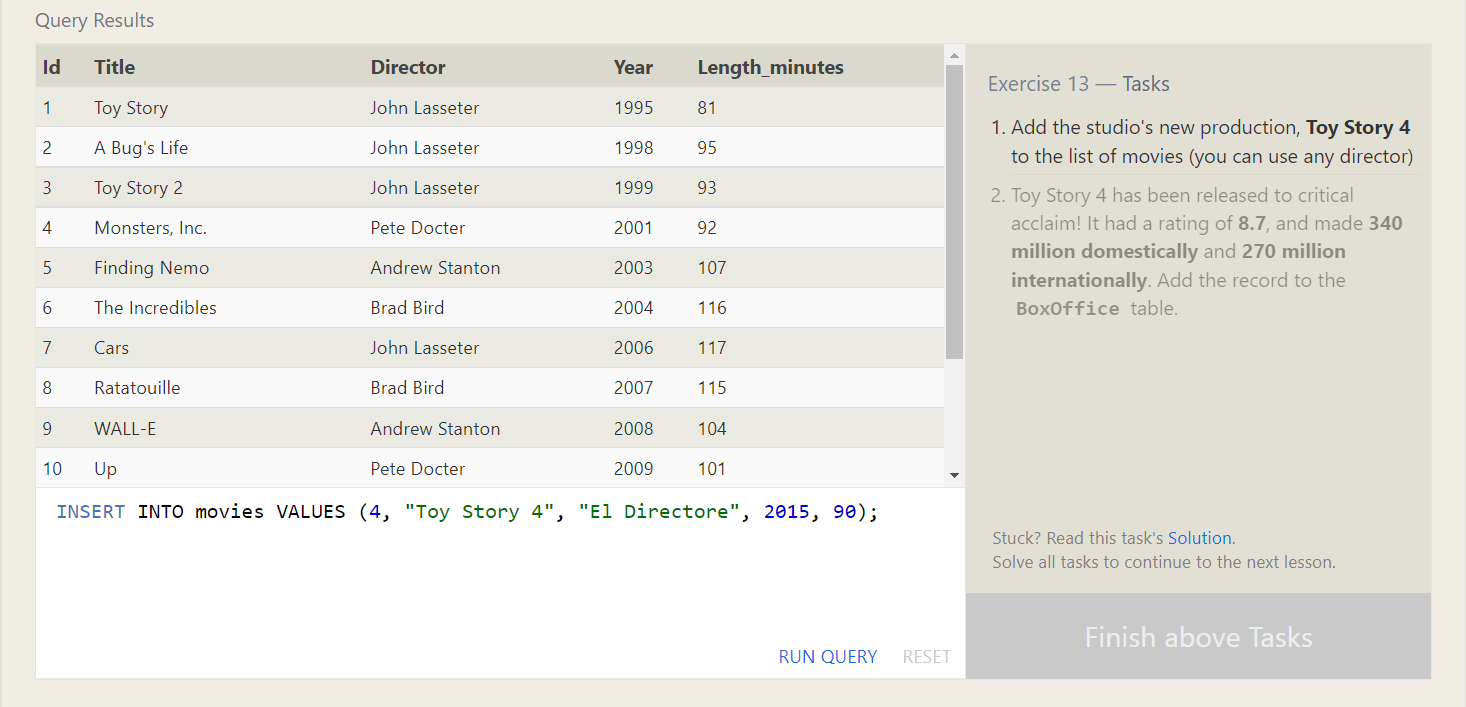 Query Results
Id Title Director Year Length_minutes
1 Toy Story John Lasseter 1995 81
2 A Bug's Life John Lasseter 1998 95
3 Toy Story 2 John Lasseter 1999 93
4 Monsters, Inc. Pete Docter 2001 92
5 Finding Nemo Andrew Stanton 2003 107
6 The Incredibles Brad Bird 2004 116
7 Cars John Lasseter 2006 117
8 Ratatouille Brad Bird 2007 115
9 WALL-E Andrew Stanton 2008 104
10 Up Pete Docter 2009 101
INSERT INTO movies VALUES (4, "Toy Story 4", "El Directore", 2015, 90);
RUN QUERY RESET
Exercise 13 — Tasks
1. Add the studio's new production, Toy Story 4
to the list of movies (you can use any director)
2. Toy Story 4 has been released to critical
acclaim! It had a rating of 8.7, and made 340
million domestically and 270 million
internationally. Add the record to the
BoxOffice table.
Stuck? Read this task's Solution.
Solve all tasks to continue to the next lesson.
Finish above Tasks